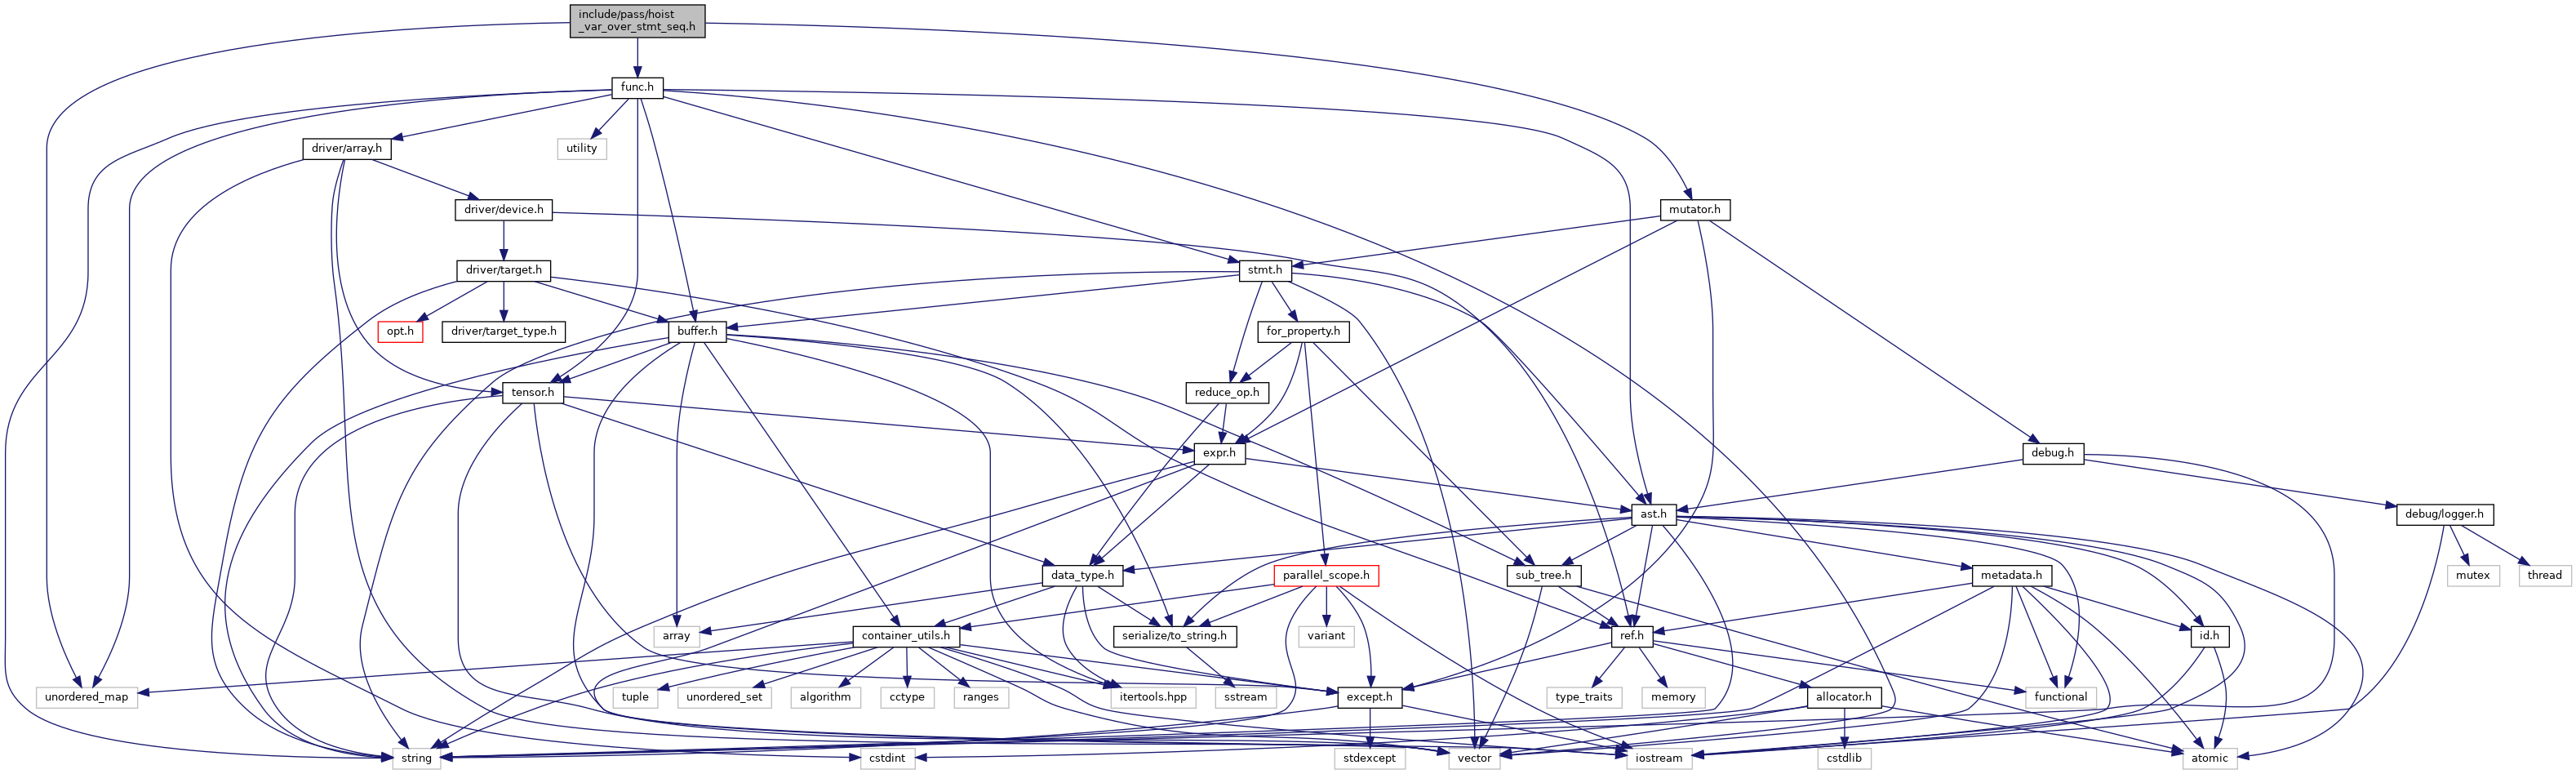 include/pass/hoist
_var_over_stmt_seq.h
func.h
driver/array.h
utility
driver/device.h
mutator.h
driver/target.h
stmt.h
opt.h
driver/target_type.h
buffer.h
for_property.h
tensor.h
reduce_op.h
expr.h
debug.h
ast.h
debug/logger.h
data_type.h
parallel_scope.h
sub_tree.h
metadata.h
mutex
thread
array
container_utils.h
serialize/to_string.h
variant
ref.h
id.h
unordered_map
tuple
unordered_set
algorithm
cctype
ranges
itertools.hpp
sstream
except.h
type_traits
memory
allocator.h
functional
string
cstdint
stdexcept
vector
iostream
cstdlib
atomic